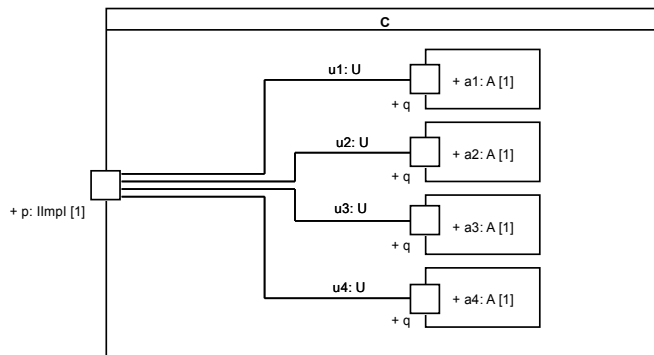 C
u1: U
+ a1: A [1]
+ q
u2: U
+ a2: A [1]
+ q
+ p: IImpl [1]
u3: U
+ a3: A [1]
+ q
u4: U
+ a4: A [1]
+ q